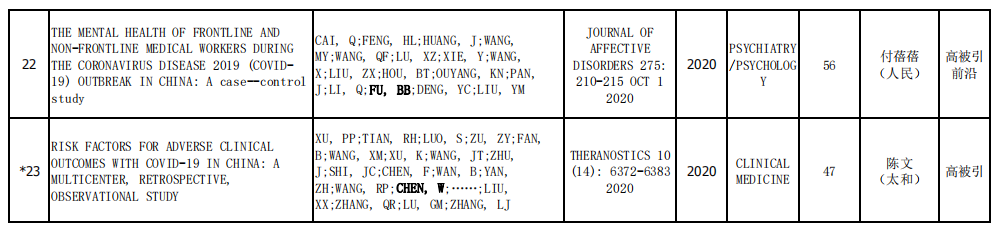 22
THE MENTAL HEALTH OF FRONTLINE AND
NON-FRONTLINE MEDICAL WORKERS DURING
THE CORONAVIRUS DISEASE 2019 (COVID-
19) OUTBREAK IN CHINA: A case--control
study
CAI, Q;FENG, HL;HUANG, J;WANG,
MY;WANG, QF;LU, XZ;XIE, Y;WANG,
X;LIU, ZX;HOU, BT;OUYANG, KN;PAN,
J;LI, Q;FU, BB;DENG, YC;LIU, YM
JOURNAL OF
AFFECTIVE
DISORDERS 275:
210-215 OCT 1
2020
2020
PSYCHIATRY
/PSYCHOLOG
Y
56
付蓓蓓
（人民）
高被引
前沿
*23
RISK FACTORS FOR ADVERSE CLINICAL
OUTCOMES WITH COVID-19 IN CHINA: A
MULTICENTER, RETROSPECTIVE,
OBSERVATIONAL STUDY
XU, PP;TIAN, RH;LUO, S;ZU, ZY;FAN,
B;WANG, XM;XU, K;WANG, JT;ZHU,
J;SHI, JC;CHEN, F;WAN, B;YAN,
ZH;WANG, RP;CHEN, W;……;LIU,
XX;ZHANG, QR;LU, GM;ZHANG, LJ
THERANOSTICS 10
(14): 6372-6383
2020
2020
CLINICAL
MEDICINE
47
陈文
（太和）
高被引